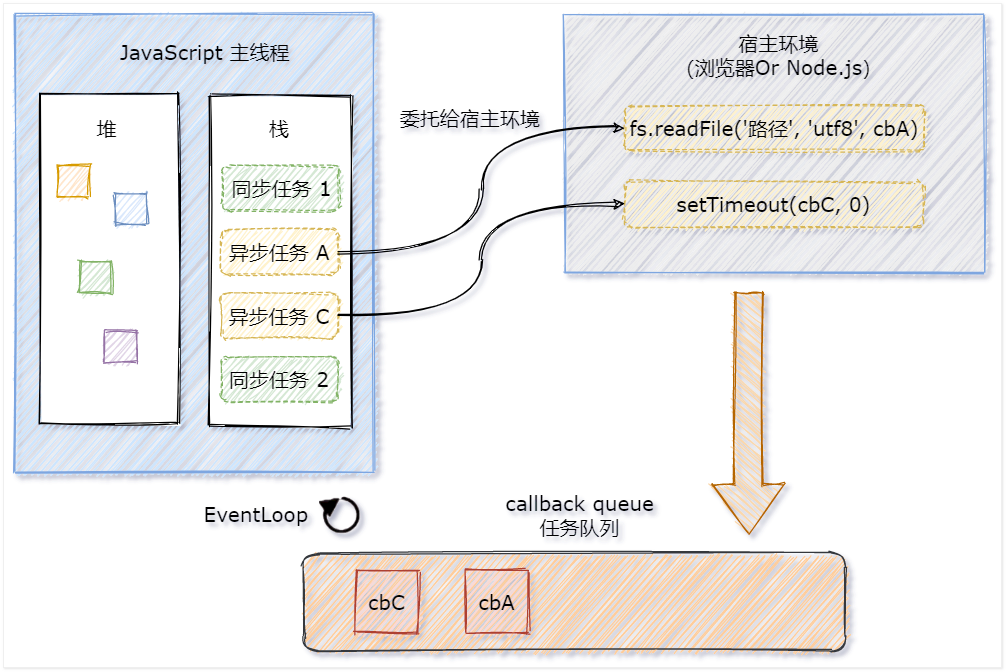 JavaScript 主线程
堆
栈
同步任务 1
异步任务 A
异步任务 C
同步任务 2
委托给宿主环境
宿主环境
(浏览器Or Node.js)
fs.readFile('路径', 'utf8', cbA)
setTimeout(cbC, 0)
EventLoop
callback queue
任务队列
cbC
cbA